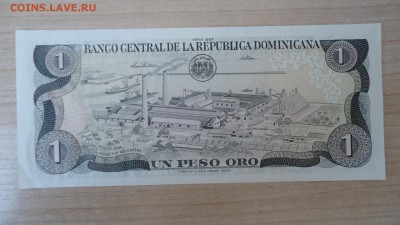 COINS.LAVE.RU
BANCO CENTRAL DE LA REPUBLICA DOMINICANA
1 1
1 1
UN PESO ORO